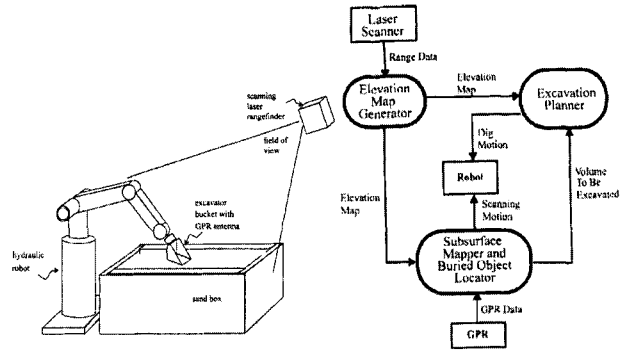 scanning
laser
rangefinder
field of
view
excavator
bucket with
GPR antenna
hydraulic
robot
sand box
Laser
Scanner
Range Data
Elevation
Map
Generator
Elevation
Map
Excavation
Planner
Dig
Motion
Robot
Scanning
Motion
Volume
To Be
Excavated
Elevation
Map
Subsurface
Mapper and
Buried Object
Locator
GPR Data
GPR